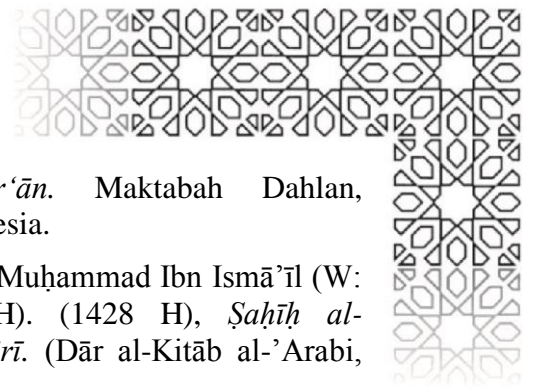 r‘ān. Maktabah Dahlan,
esia.
Muḥammad Ibn Ismā’īl (W:
H). (1428 H), Ṣaḥīḥ al-
rī. (Dār al-Kitāb al-’Arabi,